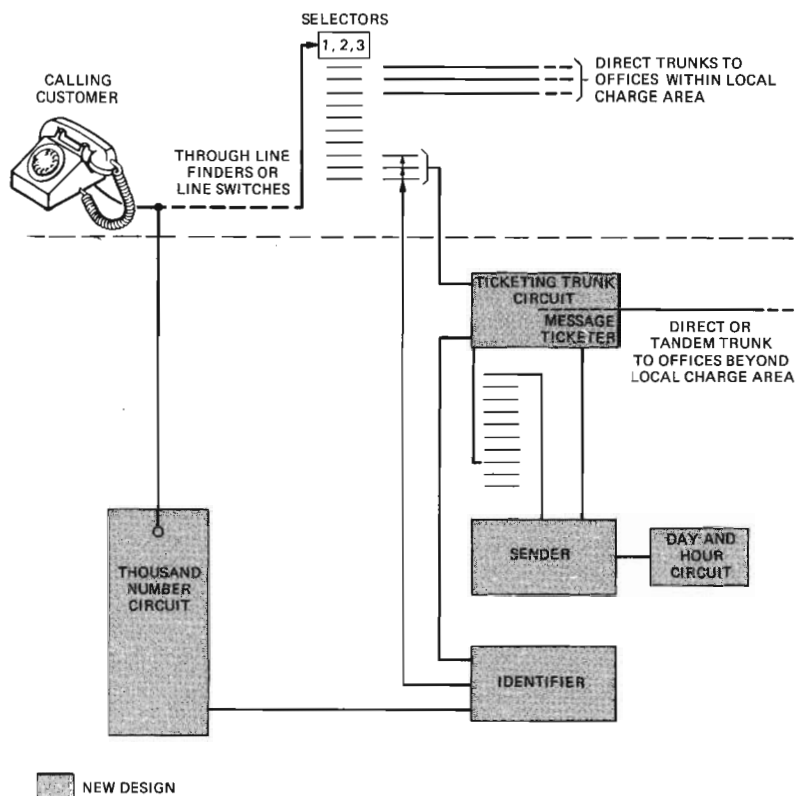 SELECTORS
1, 2, 3
CALLING
CUSTOMER
DIRECT TRUNKS TO
OFFICES WITHIN LOCAL
CHARGE AREA
THROUGH LINE
FINDERS OR
LINE SWITCHES
TICKETING TRUNK
CIRCUIT
MESSAGE
TICKETER
DIRECT OR
TANDEM TRUNK
TO OFFICES BEYOND
LOCAL CHARGE AREA
SENDER
DAY AND
HOUR
CIRCUIT
THOUSAND
NUMBER
CIRCUIT
IDENTIFIER
NEW DESIGN